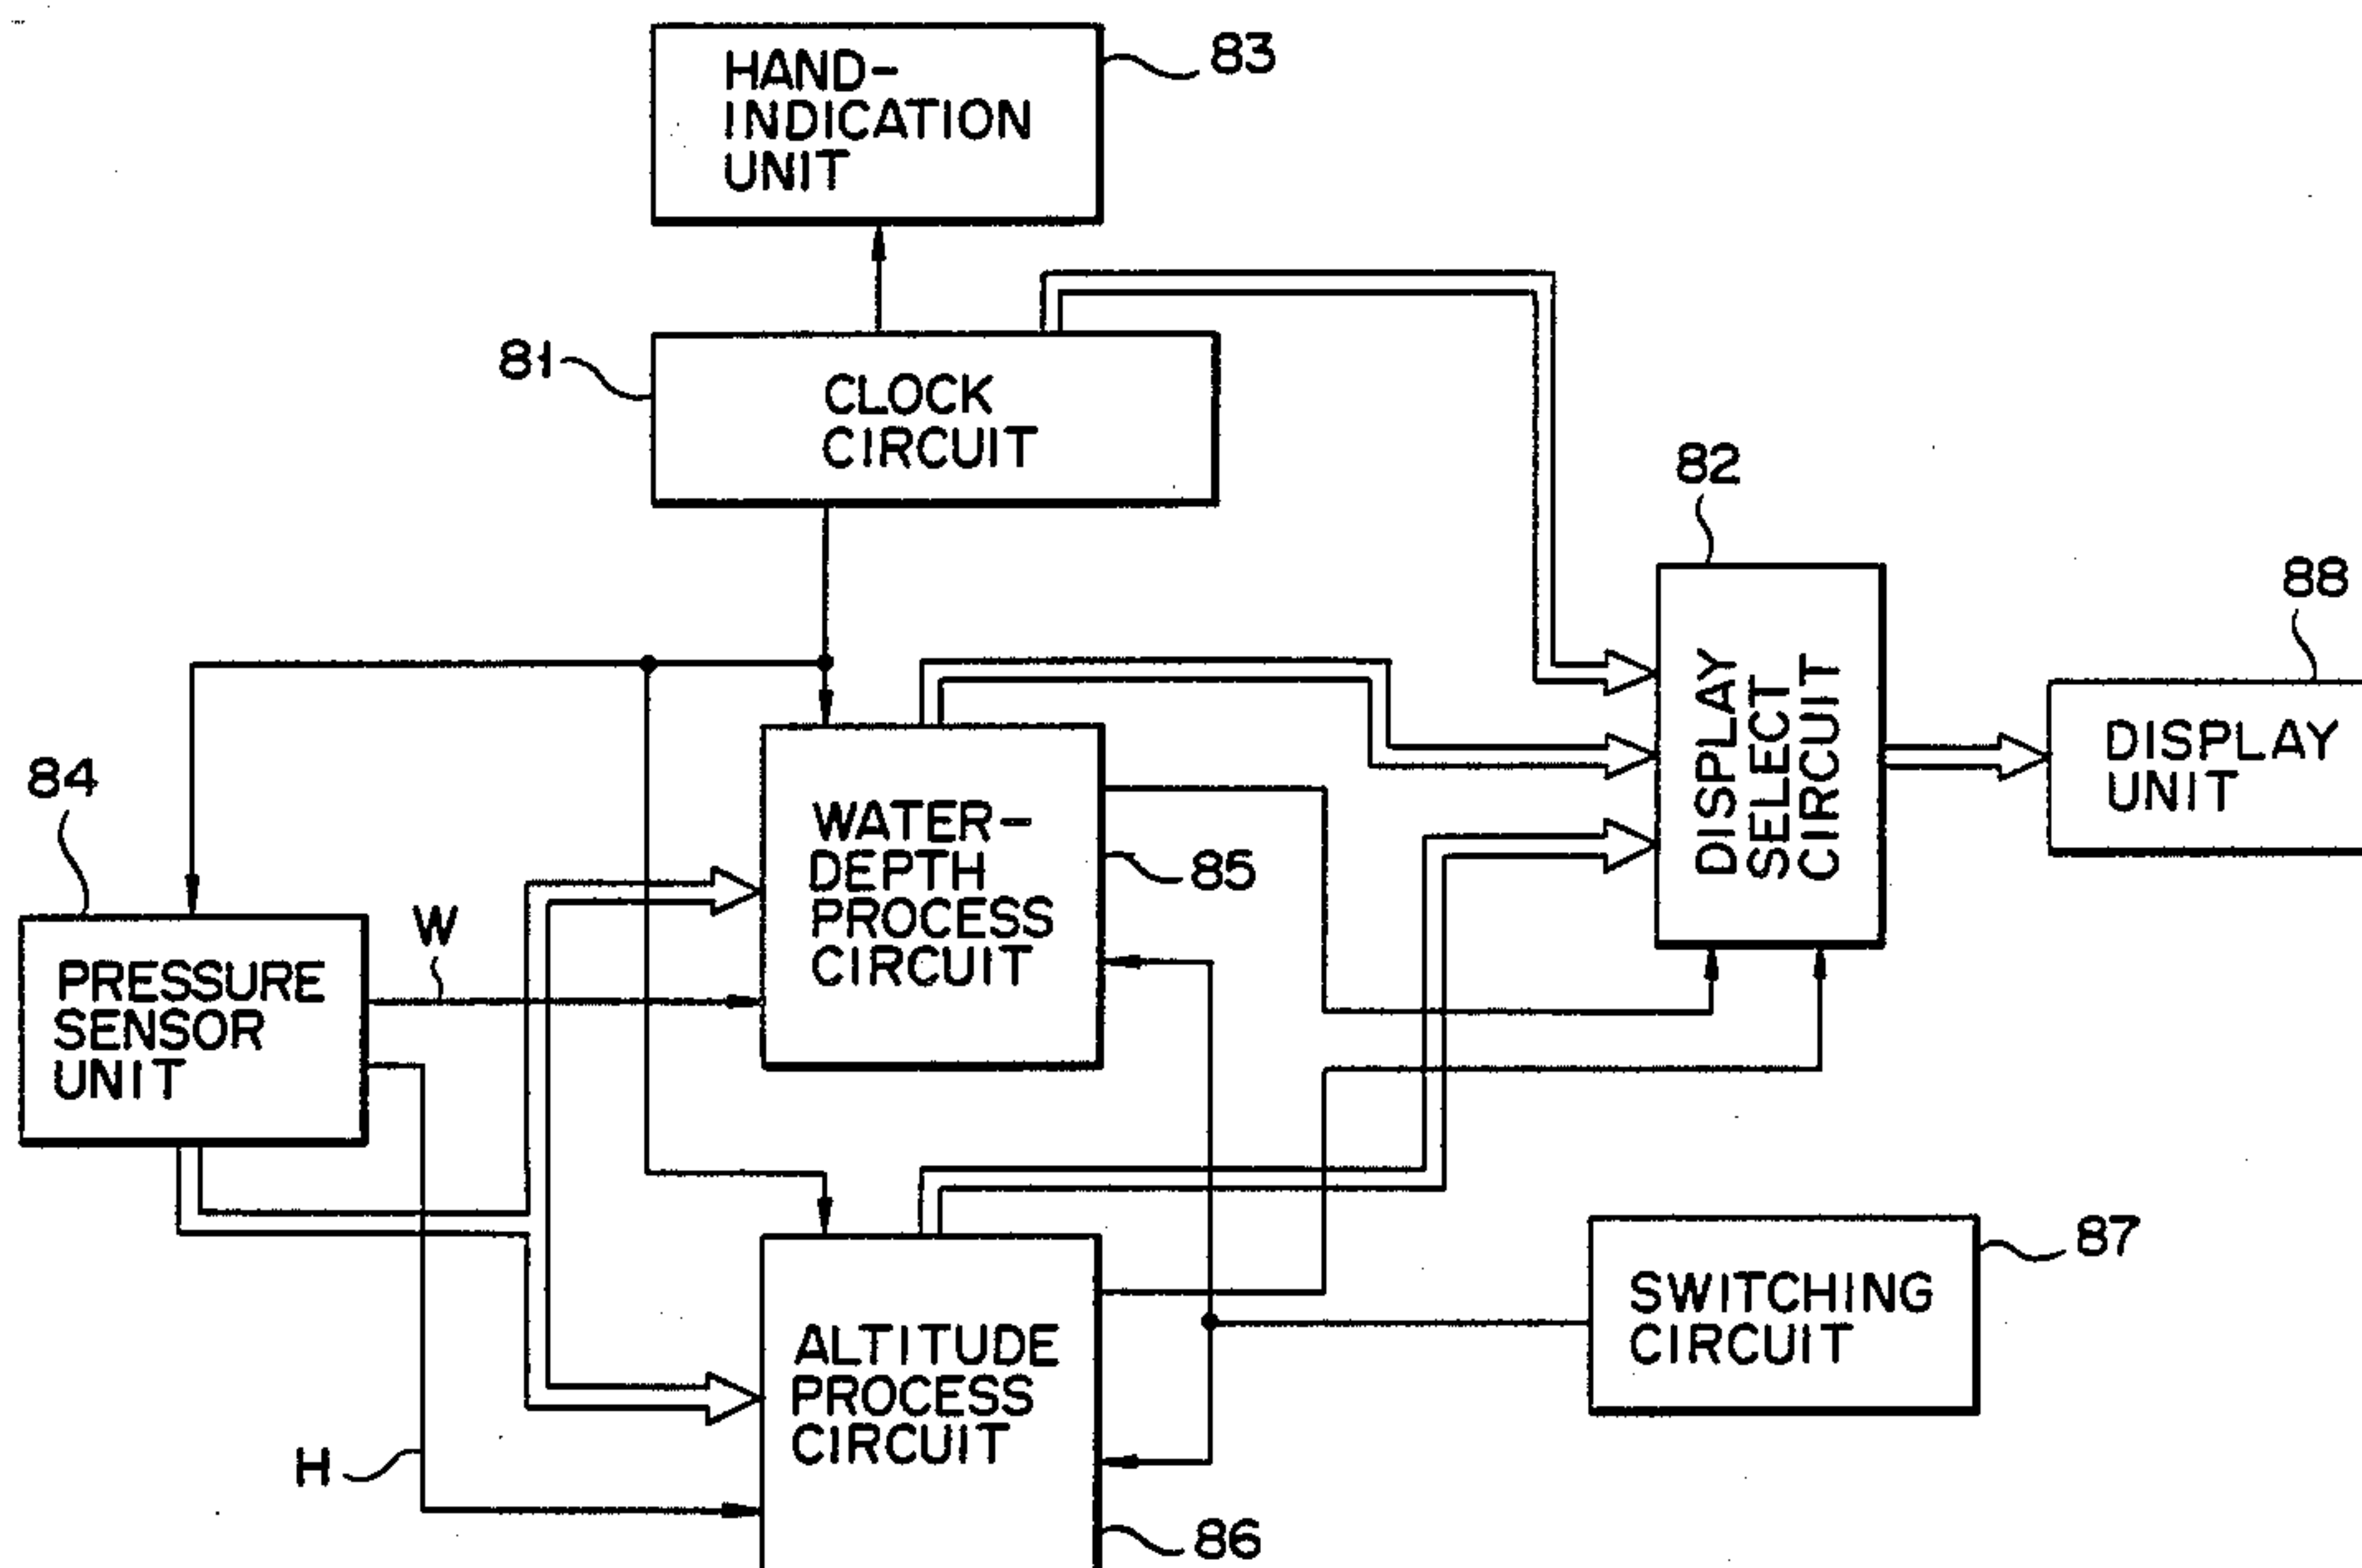 HAND-
INDICATION
UNIT
83
81
CLOCK
CIRCUIT
82
88
DISPLAY
SELECT
CIRCUIT
DISPLAY
UNIT
84
WATER-
DEPTH
PROCESS
CIRCUIT
85
W
PRESSURE
SENSOR
UNIT
87
SWITCHING
CIRCUIT
ALTITUDE
PROCESS
CIRCUIT
H
86